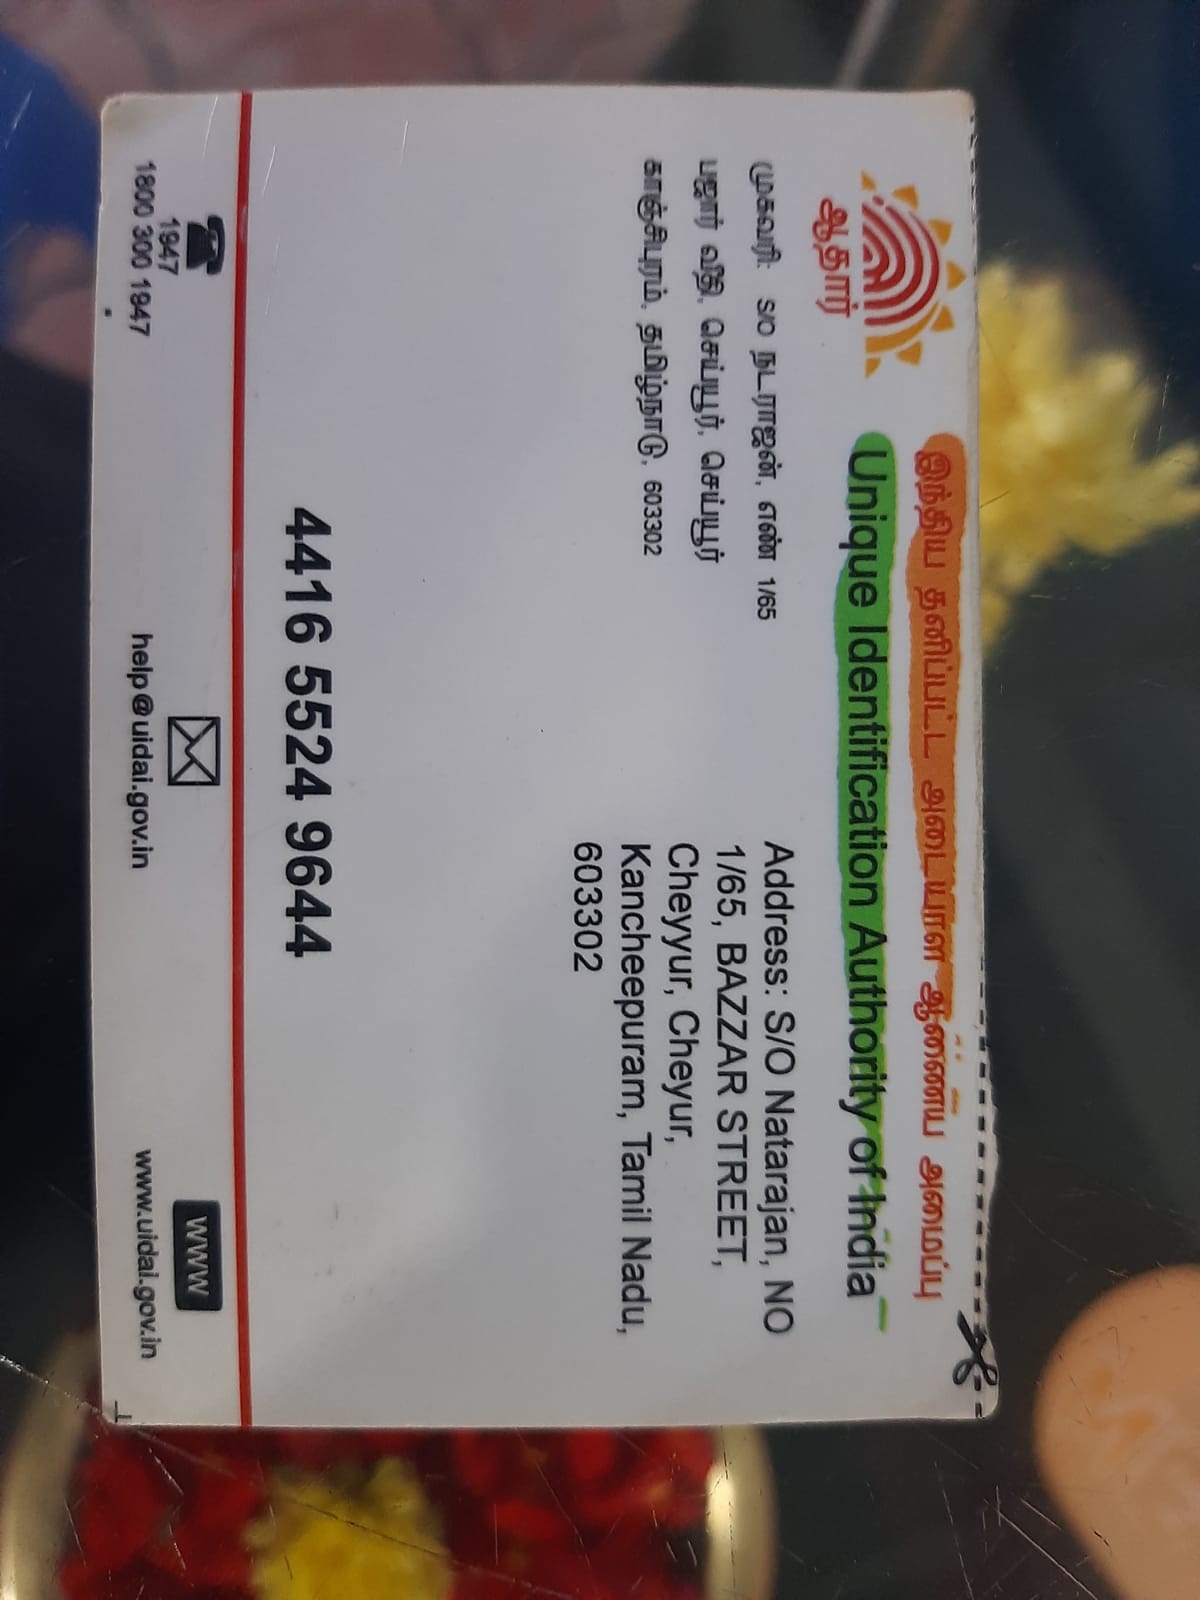 ஆதார்
இந்திய தனிப்பட்ட அடையாள ஆணைய அமைப்பு
Unique Identification Authority of India
முகவரி: S/O நடராஜன், எண் 1/65
பஜார் வீதி, செய்யூர், செய்யூர்
காஞ்சிபுரம், தமிழ்நாடு, 603302
Address: S/O Natarajan, NO
1/65, BAZZAR STREET,
Cheyyur, Cheyur,
Kancheepuram, Tamil Nadu,
603302
4416 5524 9644
1947
1800 300 1947
help@uidai.gov.in
WWW
www.uidai.gov.in